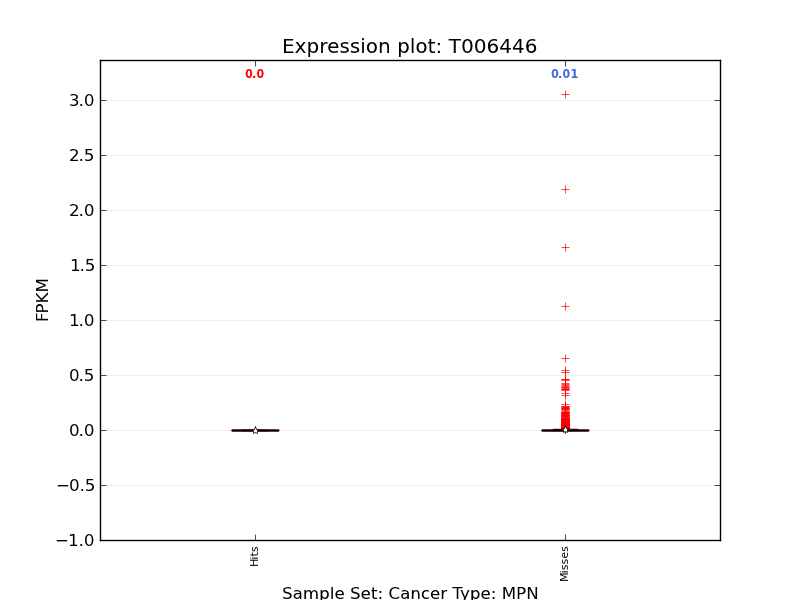 Expression plot: T006446
0.0
0.01
3.0
2.5
2.0
1.5
1.0
0.5
0.0
−0.5
−1.0
FPKM
Hits
Misses
Sample Set: Cancer Type: MPN